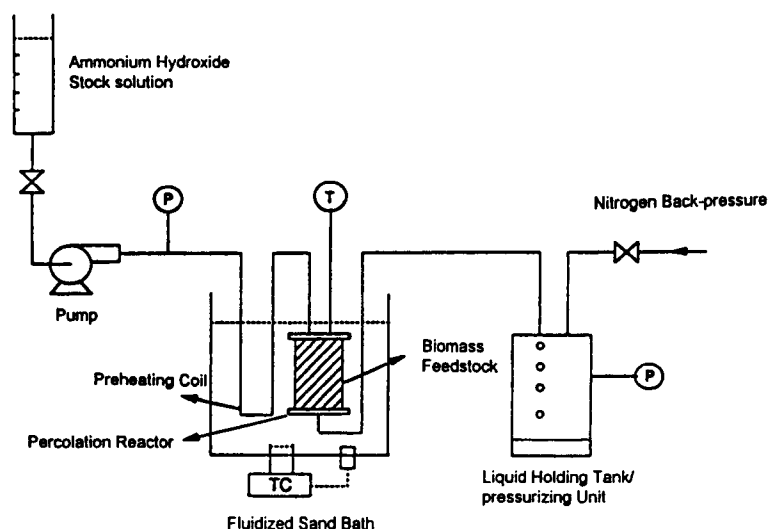 Ammonium Hydroxide
Stock solution
P
T
Nitrogen Back-pressure
Pump
Biomass
Feedstock
Preheating Coil
P
Percolation Reactor
TC
Liquid Holding Tank/
pressurizing Unit
Fluidized Sand Bath